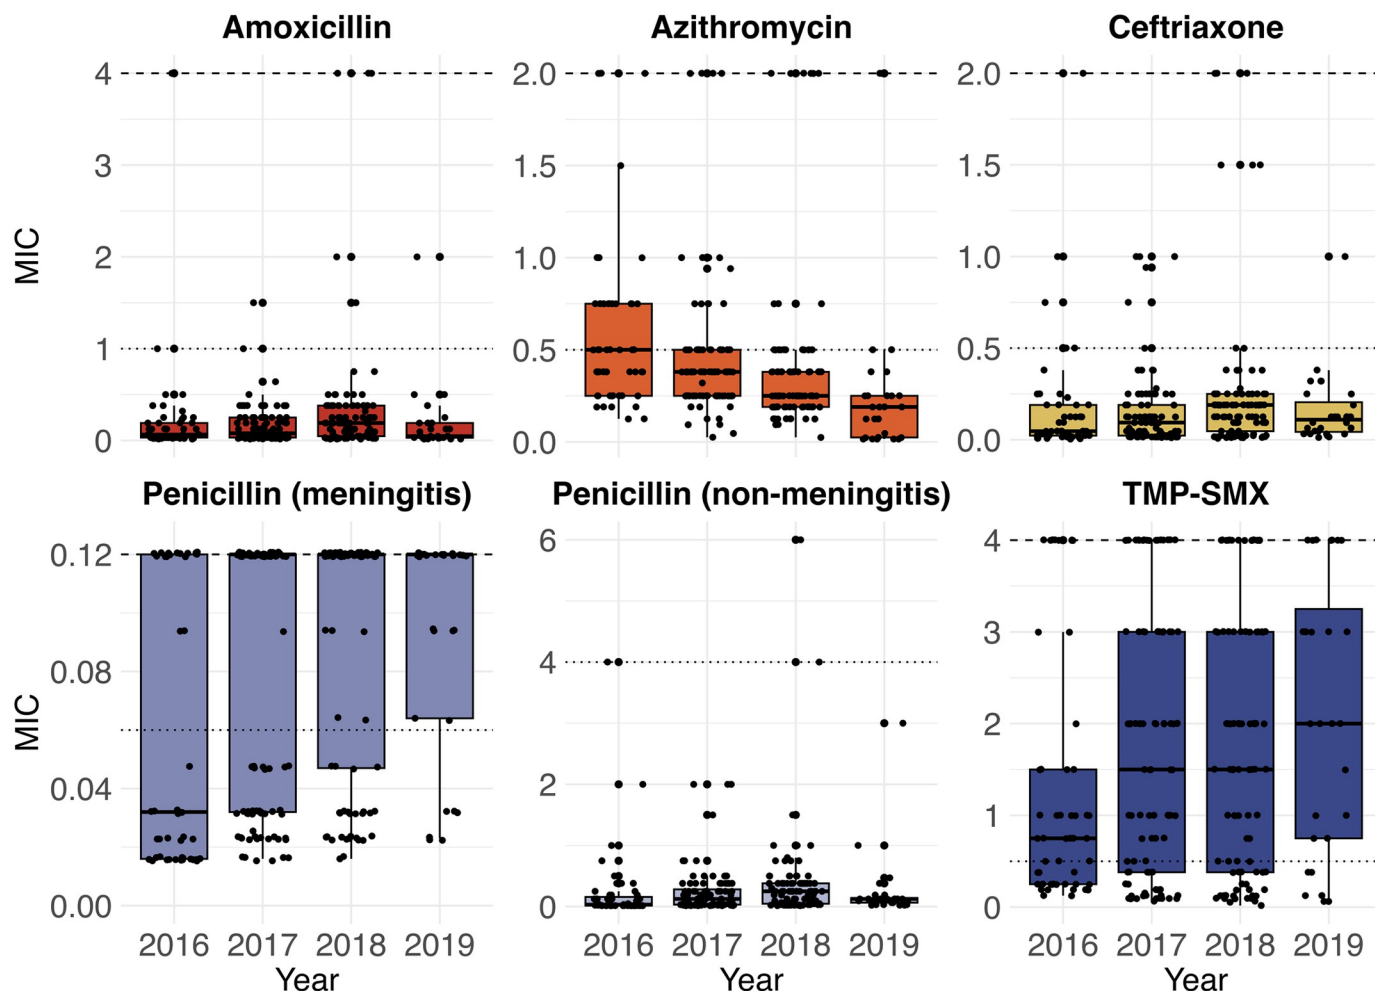 Amoxicillin
Azithromycin
Ceftriaxone
MIC
4
3
2
1
0
2.0
1.5
1.0
0.5
0.0
2.0
1.5
1.0
0.5
0.0
Penicillin (meningitis)
Penicillin (non-meningitis)
TMP-SMX
MIC
0.12
0.08
0.04
0.00
6
4
2
0
4
3
2
1
0
2016 2017 2018 2019
2016 2017 2018 2019
2016 2017 2018 2019
Year
Year
Year